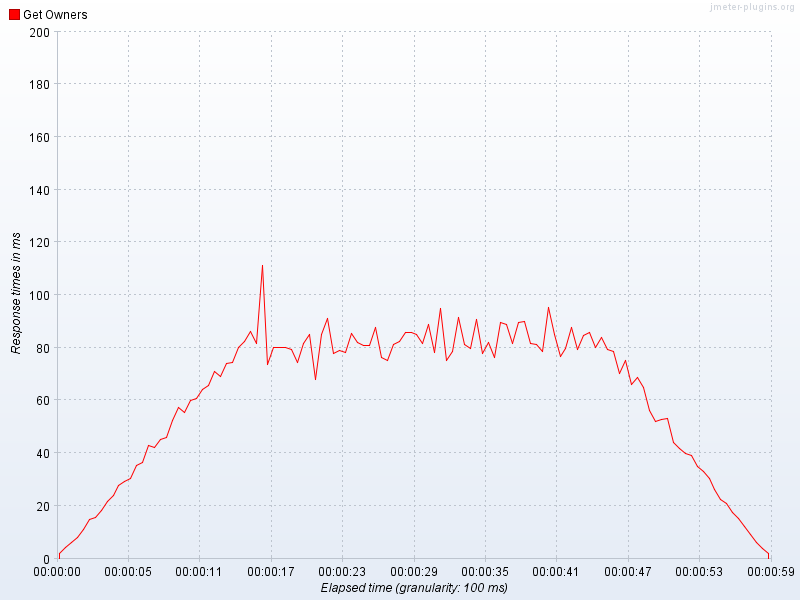 jmeter-plugins.org
Get Owners
200
180
160
140
120
100
80
60
40
20
0
Response times in ms
00:00:00 00:00:05 00:00:11 00:00:17 00:00:23 00:00:29 00:00:35 00:00:41 00:00:47 00:00:53 00:00:59
Elapsed time (granularity: 100 ms)